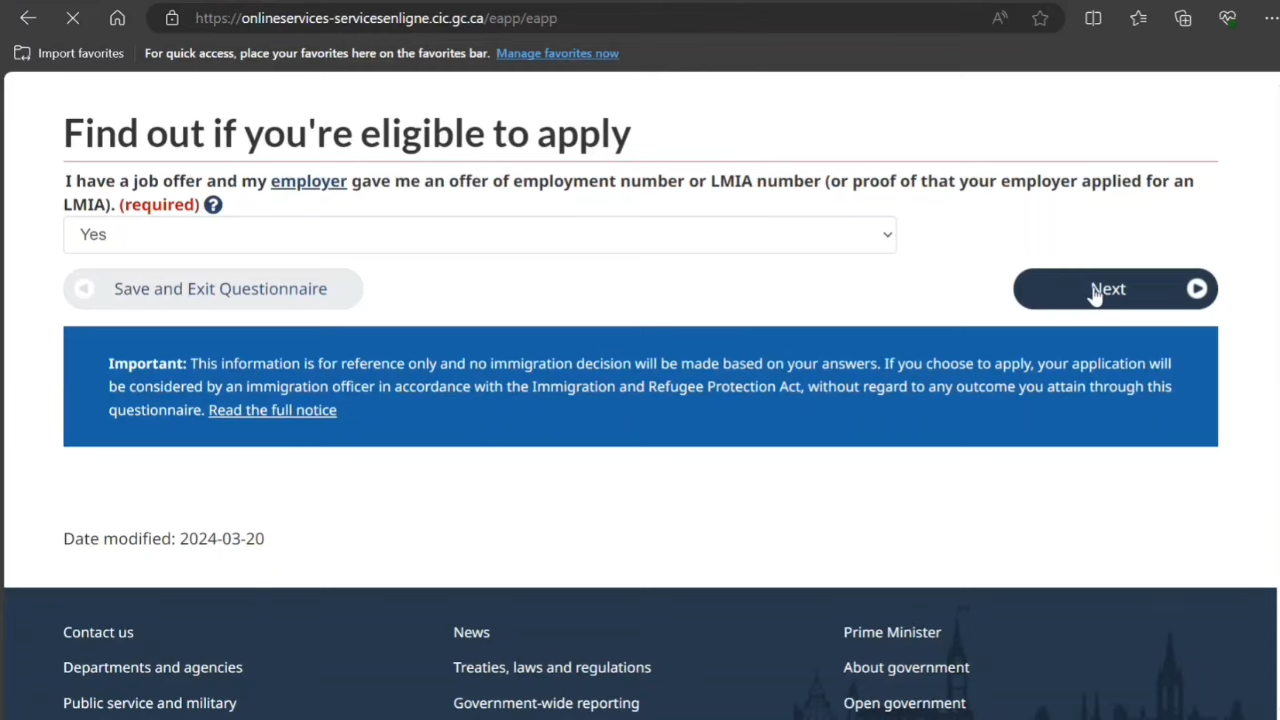 https://onlineservices-servicesenligne.cic.gc.ca/eapp/eapp
Import favorites For quick access, place your favorites here on the favorites bar. Manage favorites now
Find out if you're eligible to apply
I have a job offer and my employer gave me an offer of employment number or LMIA number (or proof of that your employer applied for an
LMIA). (required) ?
Yes
Save and Exit Questionnaire Next
Important: This information is for reference only and no immigration decision will be made based on your answers. If you choose to apply, your application will
be considered by an immigration officer in accordance with the Immigration and Refugee Protection Act, without regard to any outcome you attain through this
questionnaire. Read the full notice
Date modified: 2024-03-20
Contact us News Prime Minister
Departments and agencies Treaties, laws and regulations About government
Public service and military Government-wide reporting Open government